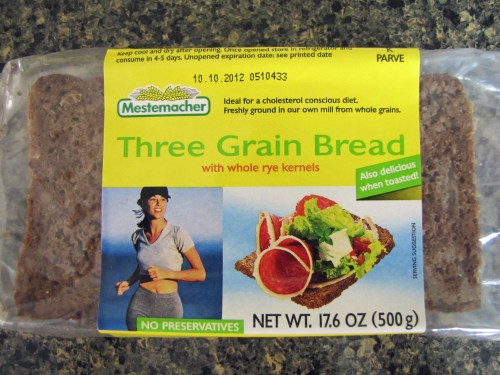 Keep cool and dry after opening. Once opened store in refrigerator and
consume in 4-5 days. Unopened expiration date: see printed date
K
PARVE
10.10.2012 0510433
Mestemacher
Ideal for a cholesterol conscious diet.
Freshly ground in our own mill from whole grains.
Three Grain Bread
with whole rye kernels
Also delicious
when toasted!
SERVING SUGGESTION
NO PRESERVATIVES
NET WT. 17.6 OZ (500g)